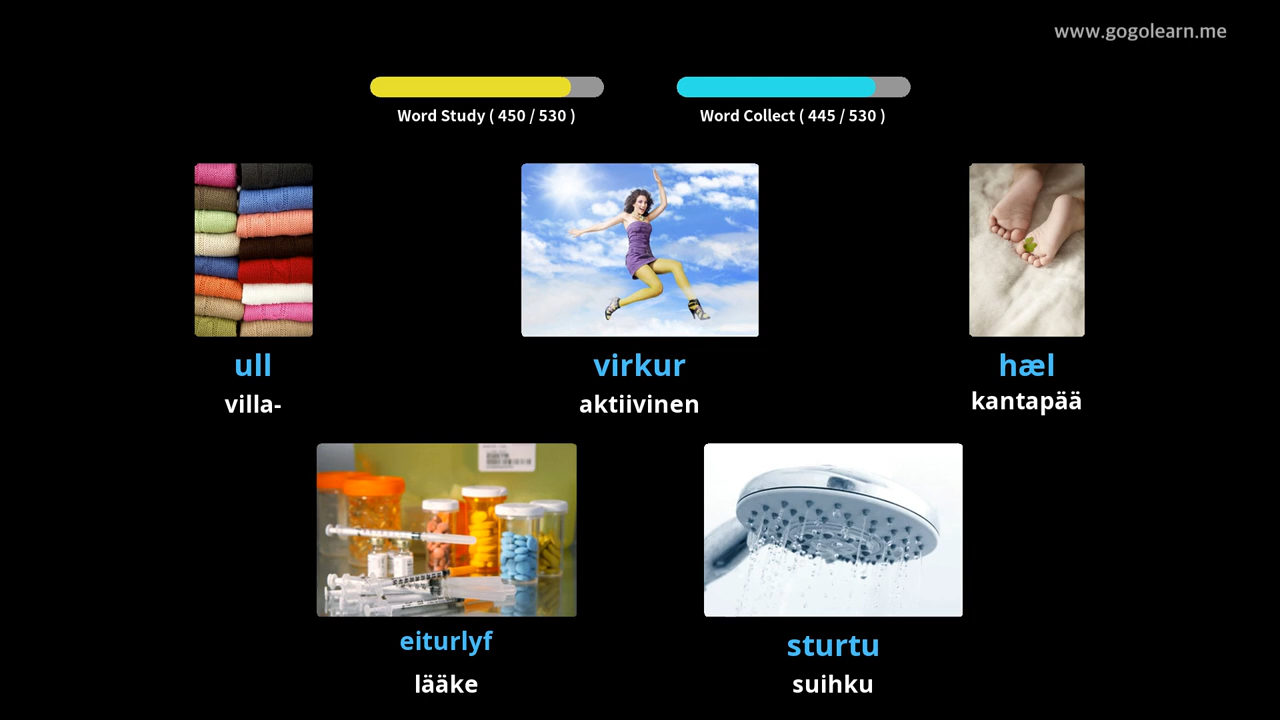 www.gogolearn.me
Word Study ( 450 / 530 )
Word Collect ( 445 / 530 )
ull
villa-
virkur
aktiivinen
hæl
kantapää
eiturlyf
lääke
sturtu
suihku